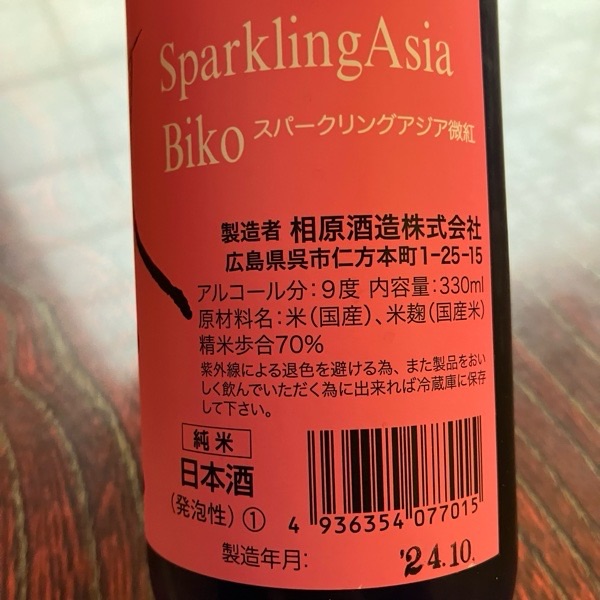 SparklingAsia
Biko スパークリングアジア微紅
製造者 相原酒造株式会社
広島県呉市仁方本町1-25-15
アルコール分:9度 内容量:330ml
原材料名:米(国産)、米麹(国産米)
精米歩合70%
紫外線による退色を避ける為、また製品をおい
しく飲んでいただく為に出来れば冷蔵庫に保存
して下さい。
純米
日本酒
(発泡性)①
4 936354 077015
製造年月: '24.10.